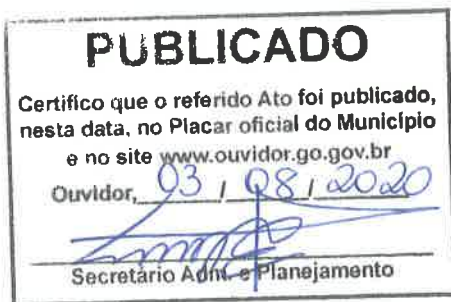 PUBLICADO
Certifico que o referido Ato foi publicado,
nesta data, no Placar oficial do Município
e no site www.ouvidor.go.gov.br
Ouvidor, 03 / 08 / 2020
Secretário Adm. e Planejamento